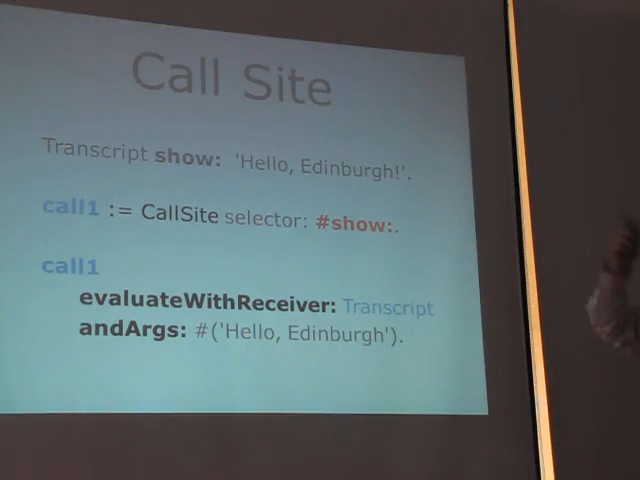 Call Site
Transcript show: 'Hello, Edinburgh!'.
call1 := CallSite selector: #show:.
call1
evaluateWithReceiver: Transcript
andArgs: #('Hello, Edinburgh').